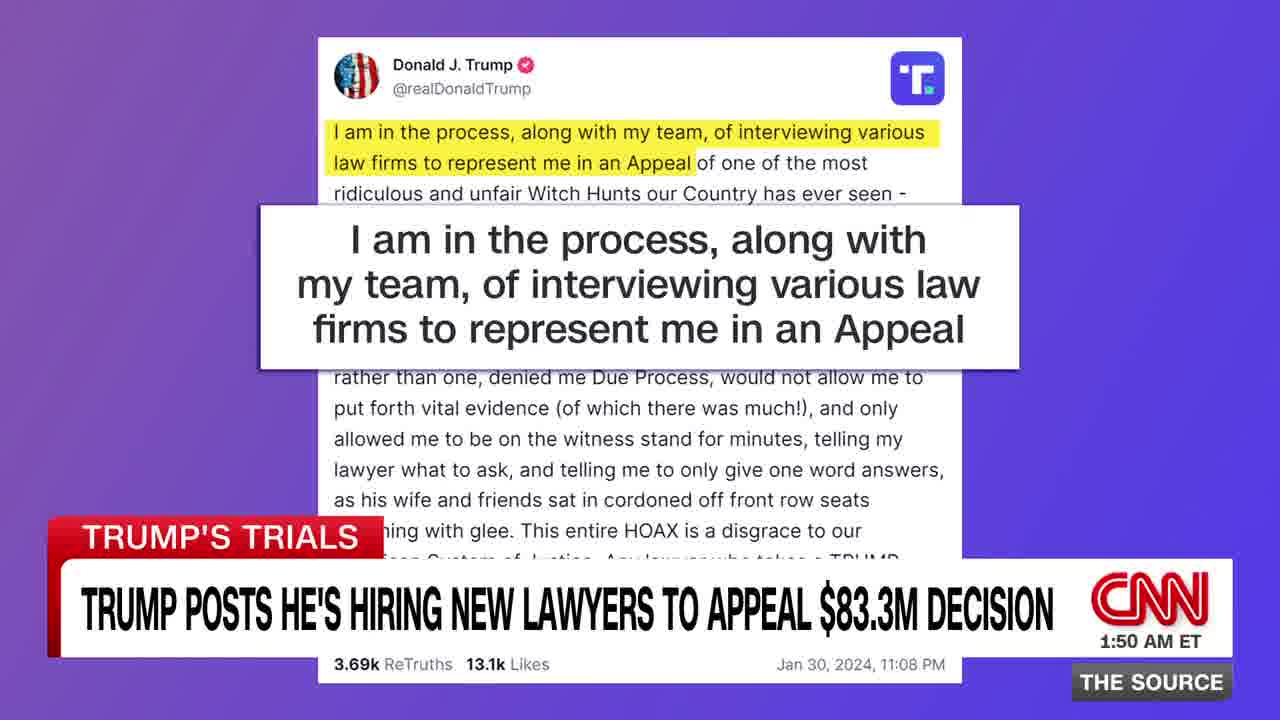 Donald J. Trump
@realDonaldTrump
I am in the process, along with my team, of interviewing various
law firms to represent me in an Appeal of one of the most
ridiculous and unfair Witch Hunts our Country has ever seen -
I am in the process, along with
my team, of interviewing various law
firms to represent me in an Appeal
rather than one, denied me Due Process, would not allow me to
put forth vital evidence (of which there was much!), and only
allowed me to be on the witness stand for minutes, telling my
lawyer what to ask, and telling me to only give one word answers,
as his wife and friends sat in cordoned off front row seats
with glee. This entire HOAX is a disgrace to our
TRUMP'S TRIALS
TRUMP POSTS HE'S HIRING NEW LAWYERS TO APPEAL $83.3M DECISION
CNN
1:50 AM ET
3.69k ReTruths 13.1k Likes
Jan 30, 2024, 11:08 PM
THE SOURCE